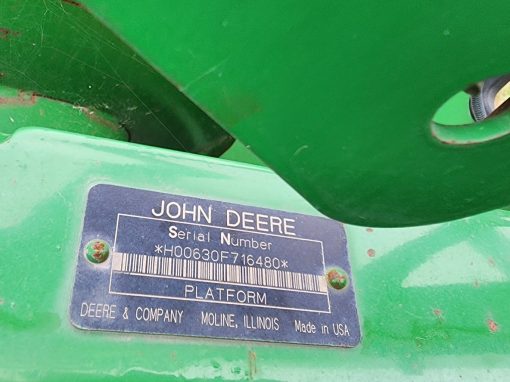 JOHN DEERE
Serial Number
*H00630F716480*
PLATFORM
DEERE & COMPANY MOLINE, ILLINOIS Made in USA